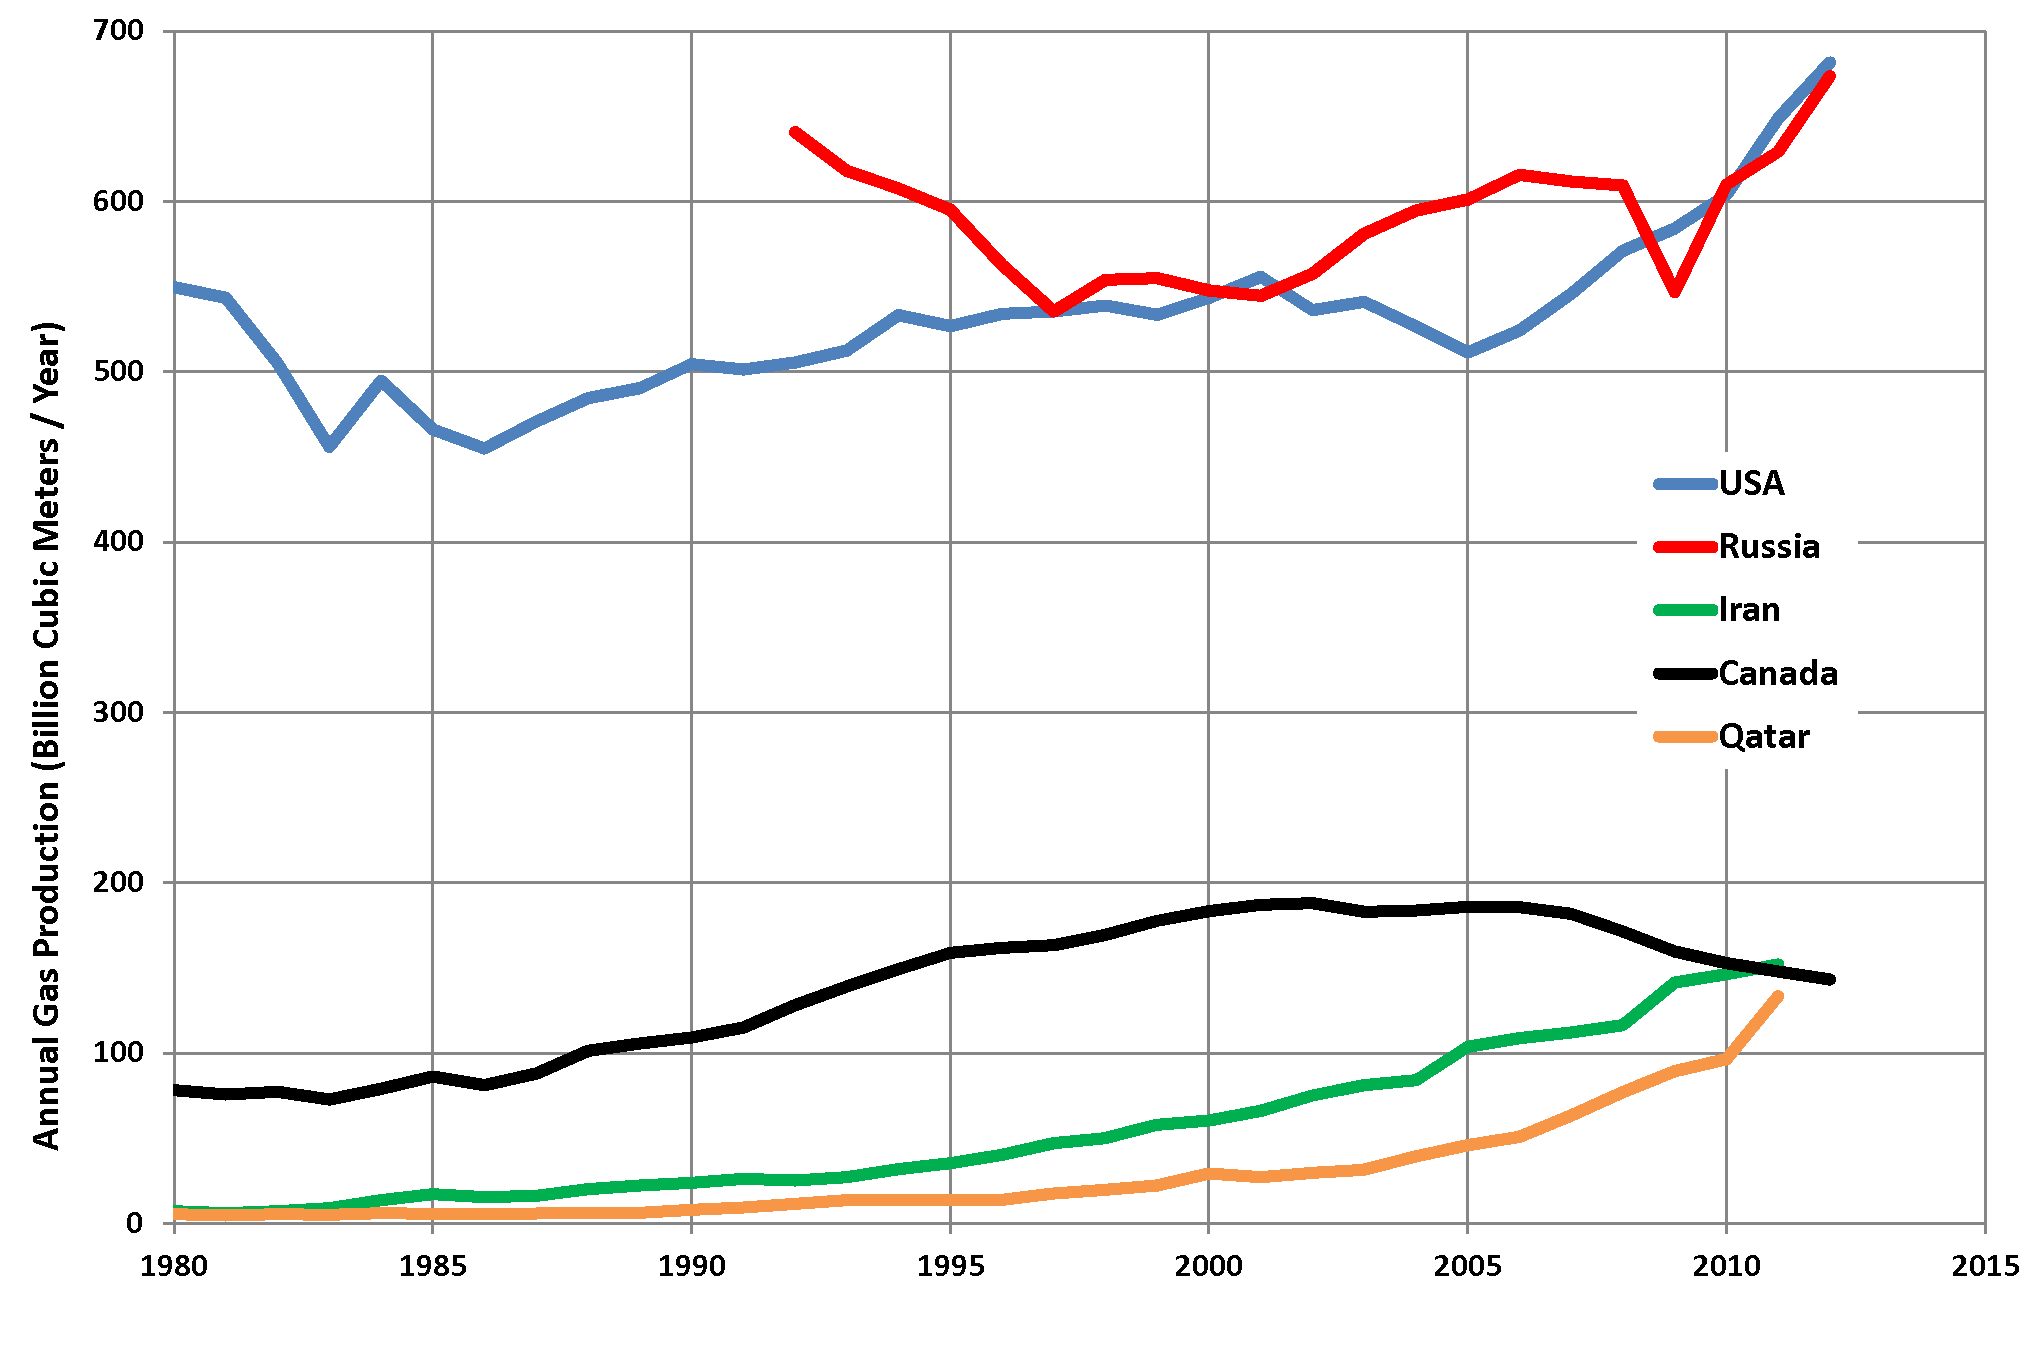 700
600
500
400
300
200
100
0
Annual Gas Production (Billion Cubic Meters / Year)
USA
Russia
Iran
Canada
Qatar
1980 1985 1990 1995 2000 2005 2010 2015